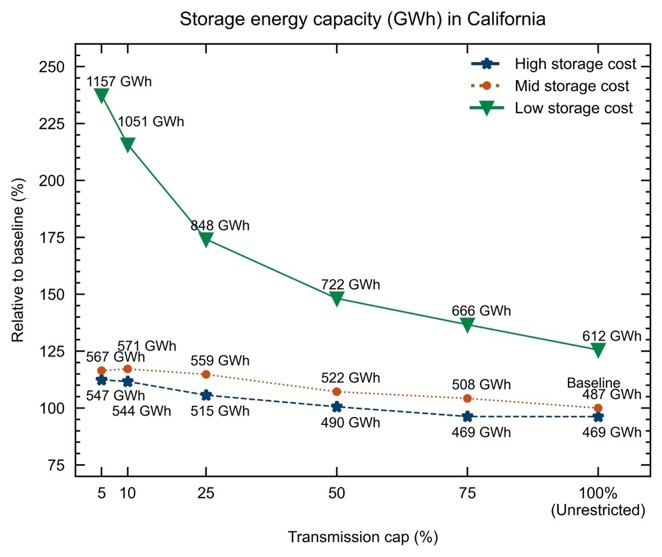 Storage energy capacity (GWh) in California
Relative to baseline (%)
250
225
200
175
150
125
100
75
High storage cost
Mid storage cost
Low storage cost
1157 GWh
1051 GWh
848 GWh
722 GWh
666 GWh
612 GWh
567 GWh
571 GWh
559 GWh
522 GWh
508 GWh
Baseline
487 GWh
547 GWh
544 GWh
515 GWh
490 GWh
469 GWh
469 GWh
5
10
25
50
75
100%
(Unrestricted)
Transmission cap (%)